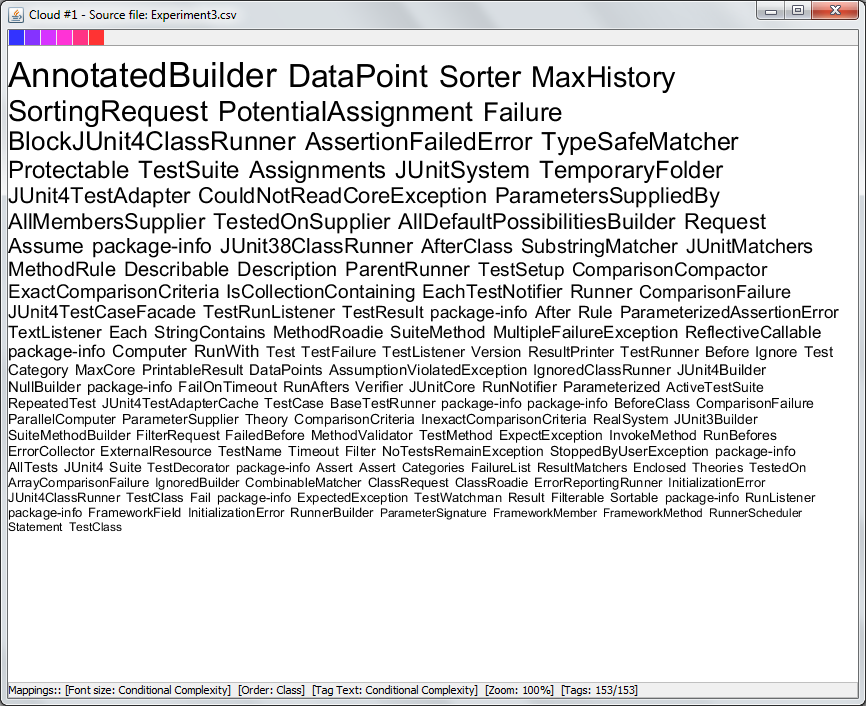 Cloud #1 - Source file: Experiment3.csv
AnnotatedBuilder DataPoint Sorter MaxHistory
SortingRequest PotentialAssignment Failure
BlockJUnit4ClassRunner AssertionFailedError TypeSafeMatcher
Protectable TestSuite Assignments JUnitSystem TemporaryFolder
JUnit4TestAdapter CouldNotReadCoreException ParametersSuppliedBy
AllMembersSupplier TestedOnSupplier AllDefaultPossibilitiesBuilder Request
Assume package-info JUnit38ClassRunner AfterClass SubstringMatcher JUnitMatchers
MethodRule Describable Description ParentRunner TestSetup ComparisonCompactor
ExactComparisonCriteria IsCollectionContaining EachTestNotifier Runner ComparisonFailure
JUnit4TestCaseFacade TestRunListener TestResult package-info After Rule ParameterizedAssertionError
TextListener Each StringContains MethodRoadie SuiteMethod MultipleFailureException ReflectiveCallable
package-info Computer RunWith Test TestFailure TestListener Version ResultPrinter TestRunner Before Ignore Test
Category MaxCore PrintableResult DataPoints AssumptionViolatedException IgnoredClassRunner JUnit4Builder
NullBuilder package-info FailOnTimeout RunAfters Verifier JUnitCore RunNotifier Parameterized ActiveTestSuite
RepeatedTest JUnit4TestAdapterCache TestCase BaseTestRunner package-info package-info BeforeClass ComparisonFailure
ParallelComputer ParameterSupplier Theory ComparisonCriteria InexactComparisonCriteria RealSystem JUnit3Builder
SuiteMethodBuilder FilterRequest FailedBefore MethodValidator TestMethod ExpectException InvokeMethod RunBefores
ErrorCollector ExternalResource TestName Timeout Filter NoTestsRemainException StoppedByUserException package-info
AllTests JUnit4 Suite TestDecorator package-info Assert Assert Categories FailureList ResultMatchers Enclosed Theories TestedOn
ArrayComparisonFailure IgnoredBuilder CombinableMatcher ClassRequest ClassRoadie ErrorReportingRunner InitializationError
JUnit4ClassRunner TestClass Fail package-info ExpectedException TestWatchman Result Filterable Sortable package-info RunListener
package-info FrameworkField InitializationError RunnerBuilder ParameterSignature FrameworkMember FrameworkMethod RunnerScheduler
Statement TestClass
Mappings:: [Font size: Conditional Complexity] [Order: Class] [Tag Text: Conditional Complexity] [Zoom: 100%] [Tags: 153/153]